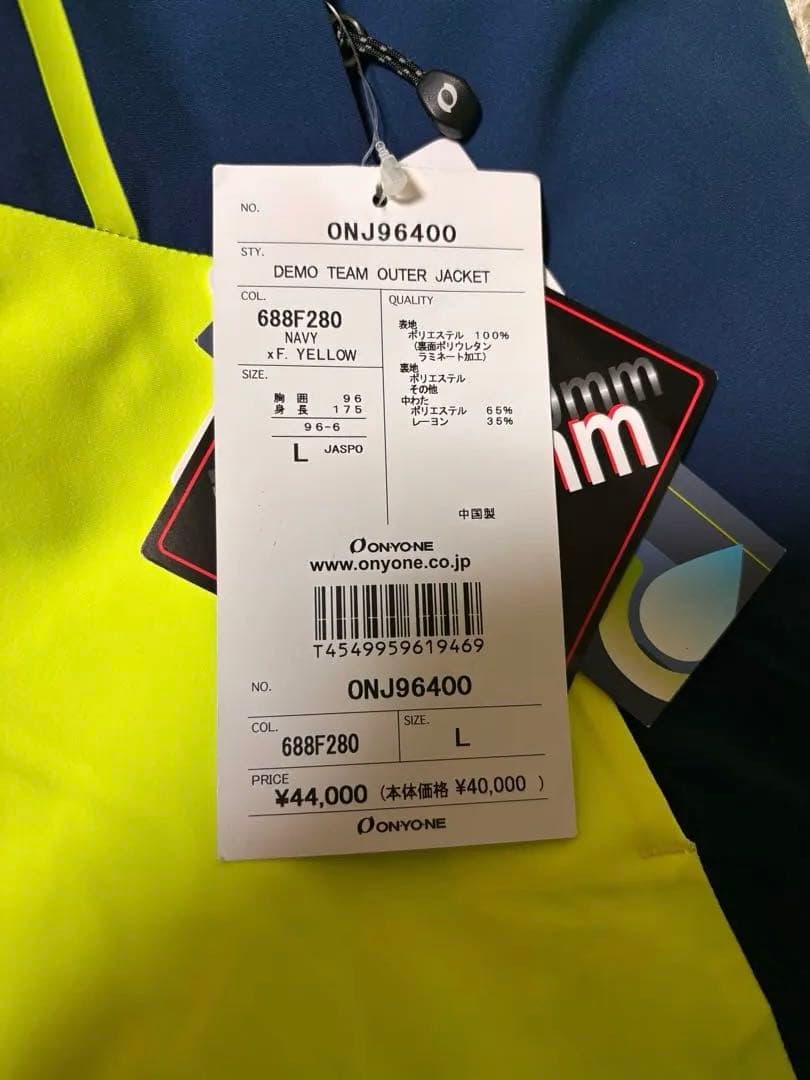 NO.
ONJ96400
STY.
DEMO TEAM OUTER JACKET
COL.
688F280
NAVY
xF. YELLOW
SIZE.
胸囲 96
身長 175
96-6
L JASPO
QUALITY
表地
ポリエステル 100%
(裏面ポリウレタン
ラミネート加工)
裏地
ポリエステル
その他
中わた
ポリエステル 65%
レーヨン 35%
中国製
ONYONE
www.onyone.co.jp
T4549959619469
NO.
ONJ96400
COL.
688F280
SIZE.
L
PRICE
¥44,000 (本体価格 ¥40,000 )
ONYONE
mm